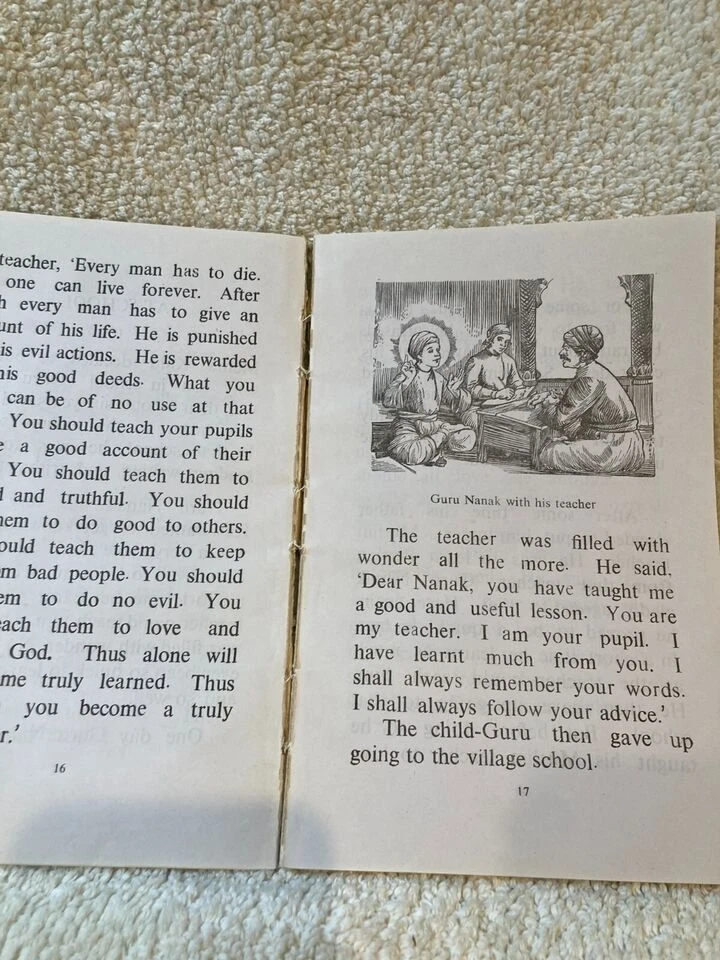 teacher, ‘Every man has to die.
one can live forever. After
every man has to give an
of his life. He is punished
evil actions. He is rewarded
good deeds. What you
can be of no use at that
You should teach your pupils
a good account of their
You should teach them to
and truthful. You should
to do good to others.
teach them to keep
bad people. You should
to do no evil. You
them to love and
God. Thus alone will
me truly learned. Thus
you become a truly
16
Guru Nanak with his teacher
The teacher was filled with
wonder all the more. He said,
‘Dear Nanak, you have taught me
a good and useful lesson. You are
my teacher. I am your pupil. I
have learnt much from you. I
shall always remember your words.
I shall always follow your advice.’
The child-Guru then gave up
going to the village school.
17